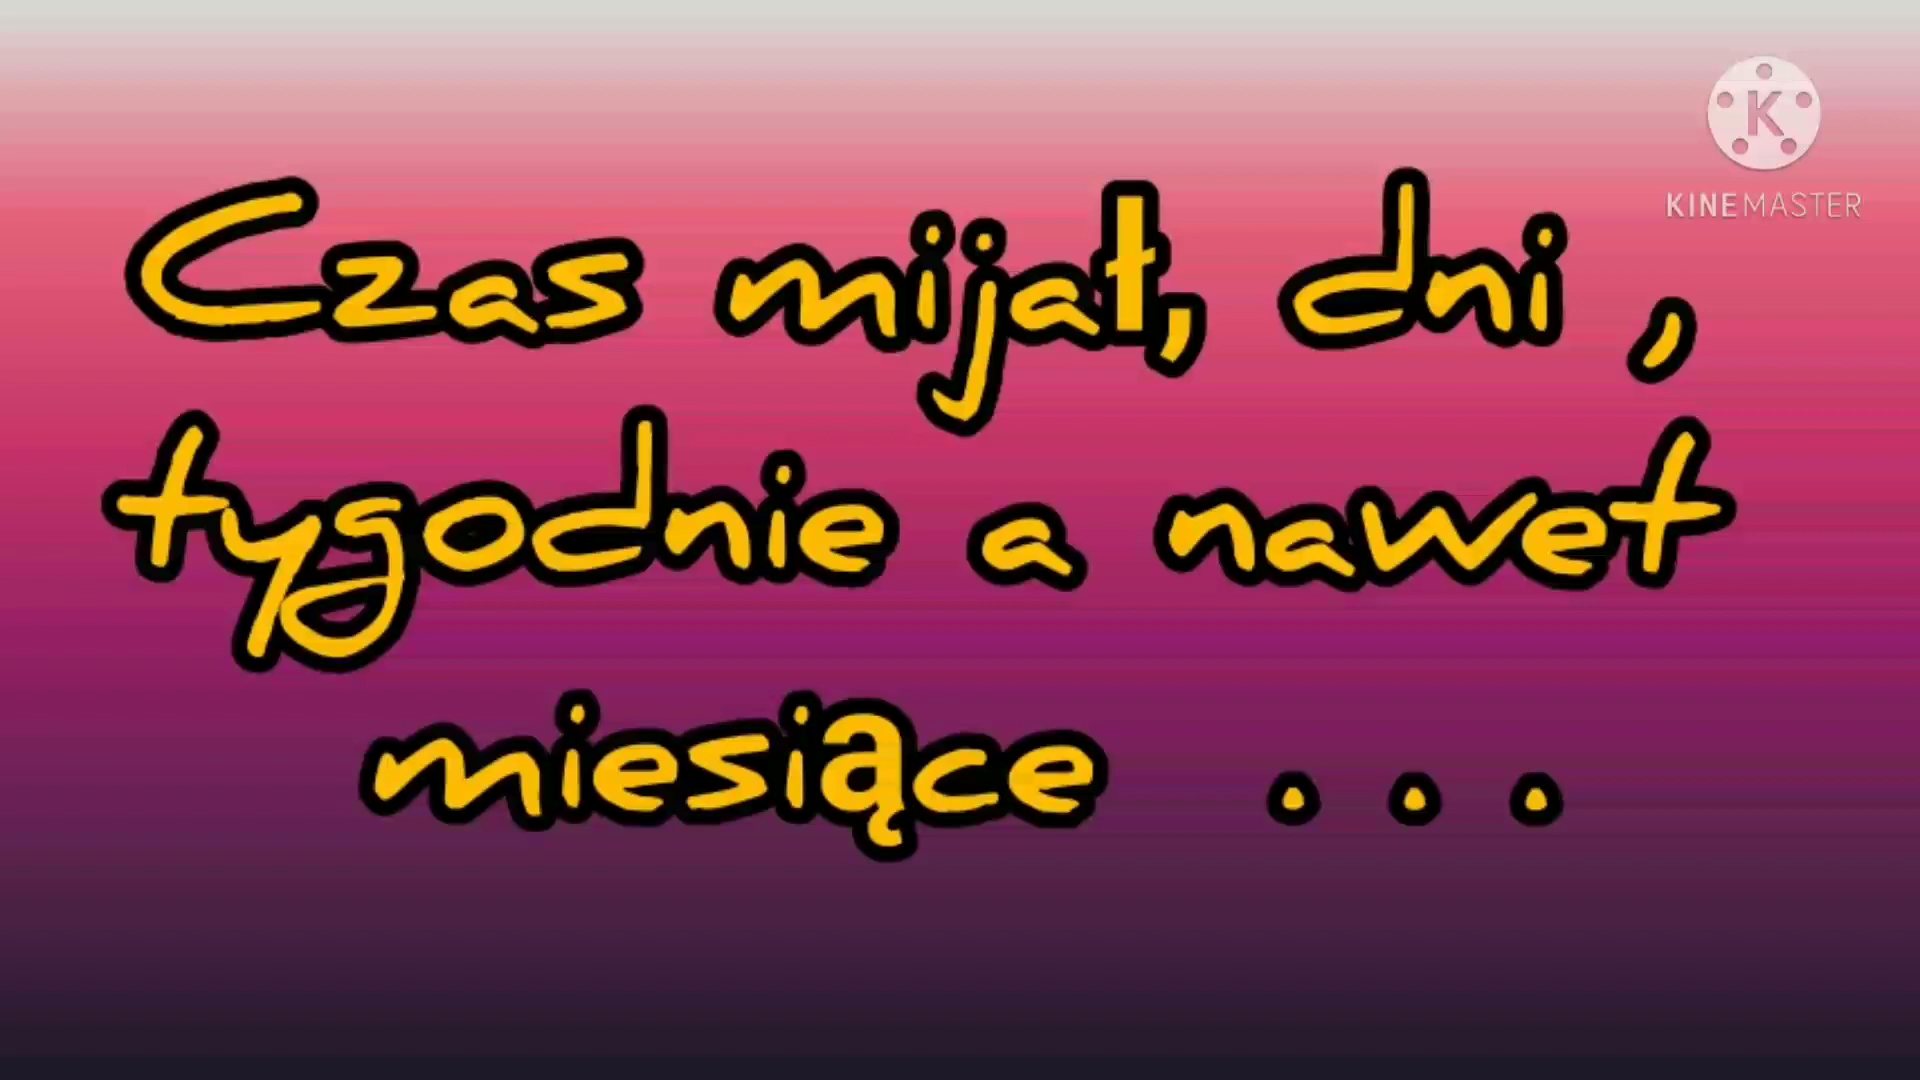 K
KINEMASTER
Czas mijał, dni ,
tygodnie a nawet
miesiące . . .